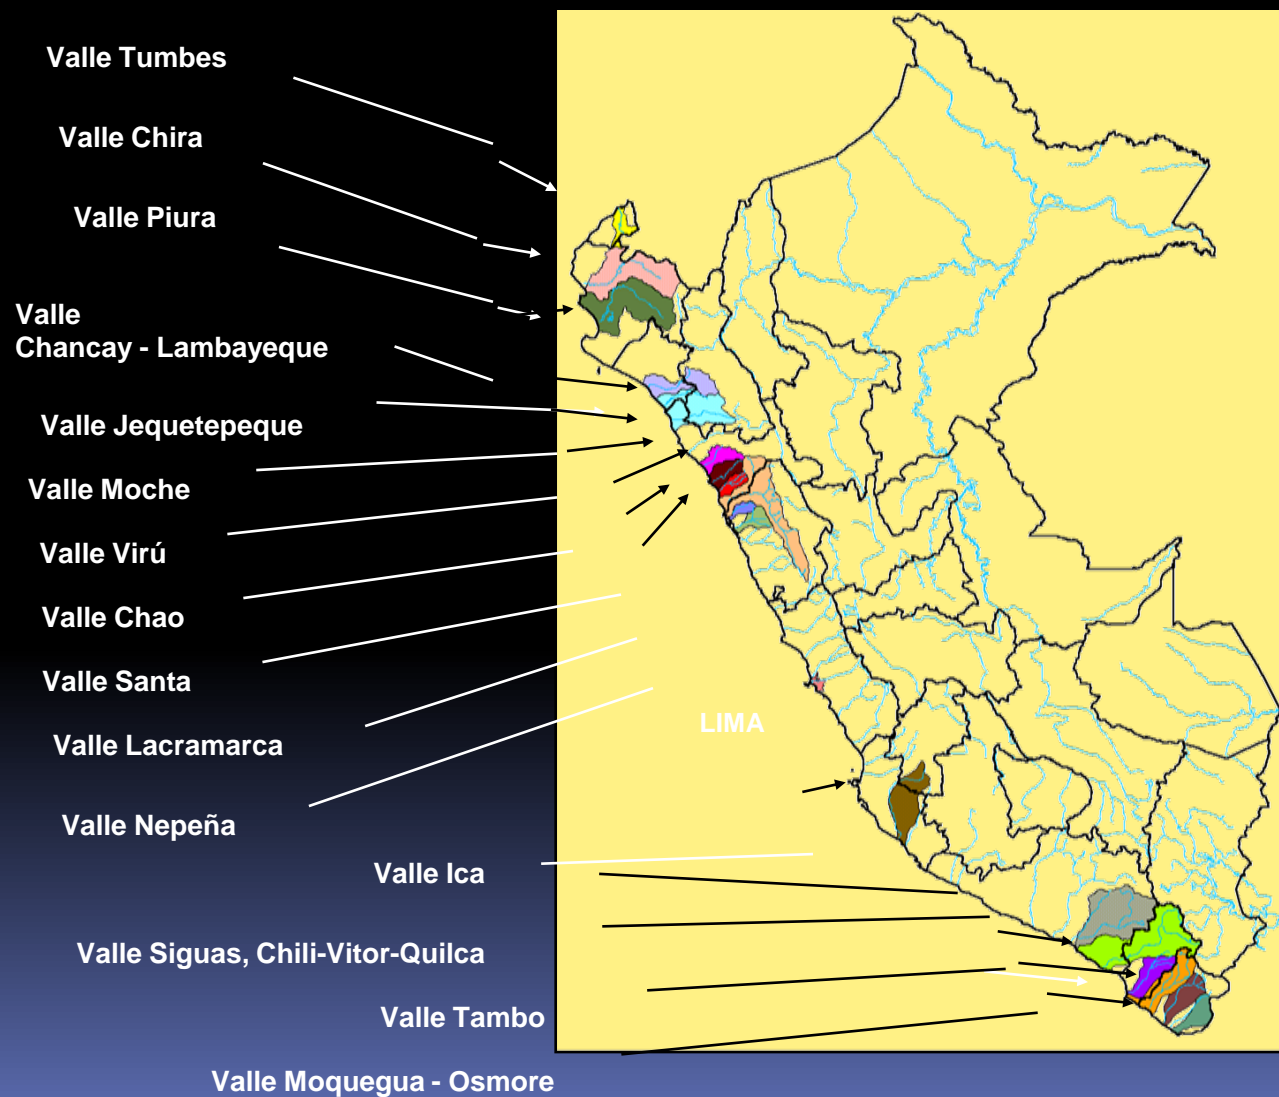 Valle Tumbes
Valle Chira
Valle Piura
Valle
Chancay - Lambayeque
Valle Jequetepeque
Valle Moche
Valle Virú
Valle Chao
Valle Santa
Valle Lacramarca
Valle Nepeña
LIMA
Valle Ica
Valle Siguas, Chili-Vitor-Quilca
Valle Tambo
Valle Moquegua - Osmore